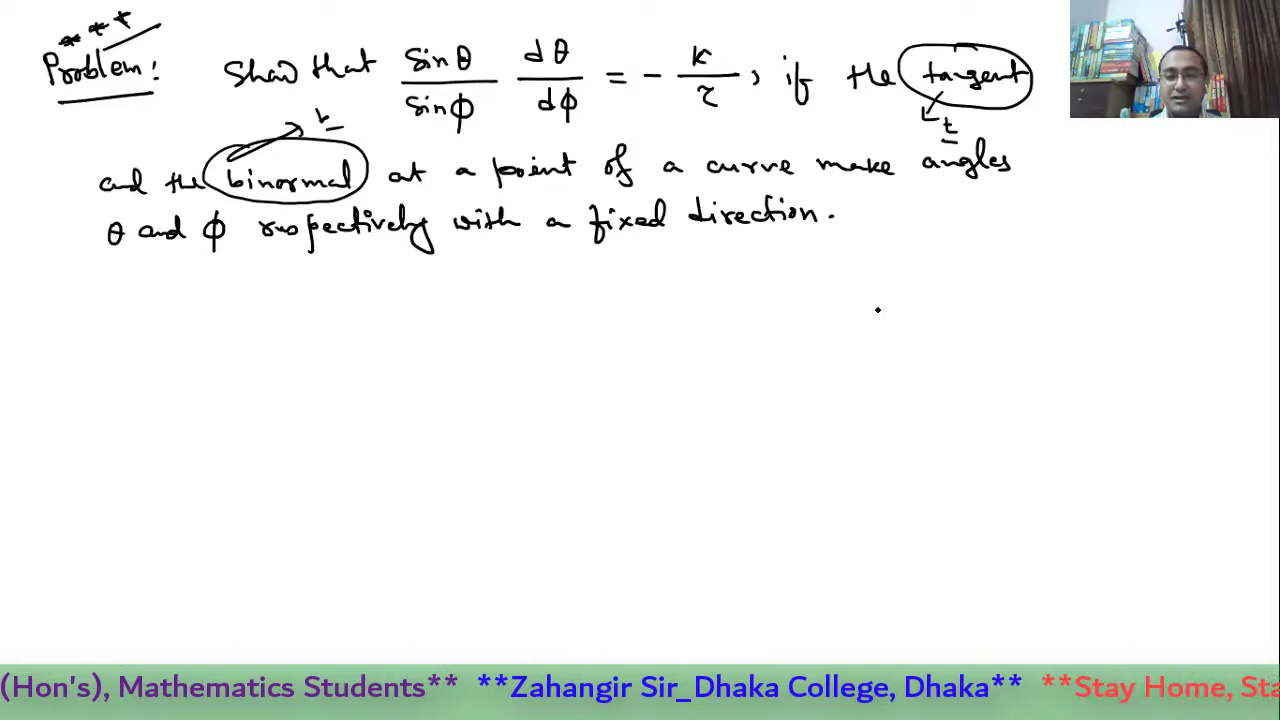 Problem: *** Show that sinθ/sinϕ dθ/dϕ = - κ/τ, if the tangent
t
b
and the binormal at a point of a curve make angles
θ and ϕ respectively with a fixed direction.
(Hon's), Mathematics Students** **Zahangir Sir_Dhaka College, Dhaka** **Stay Home, Sta